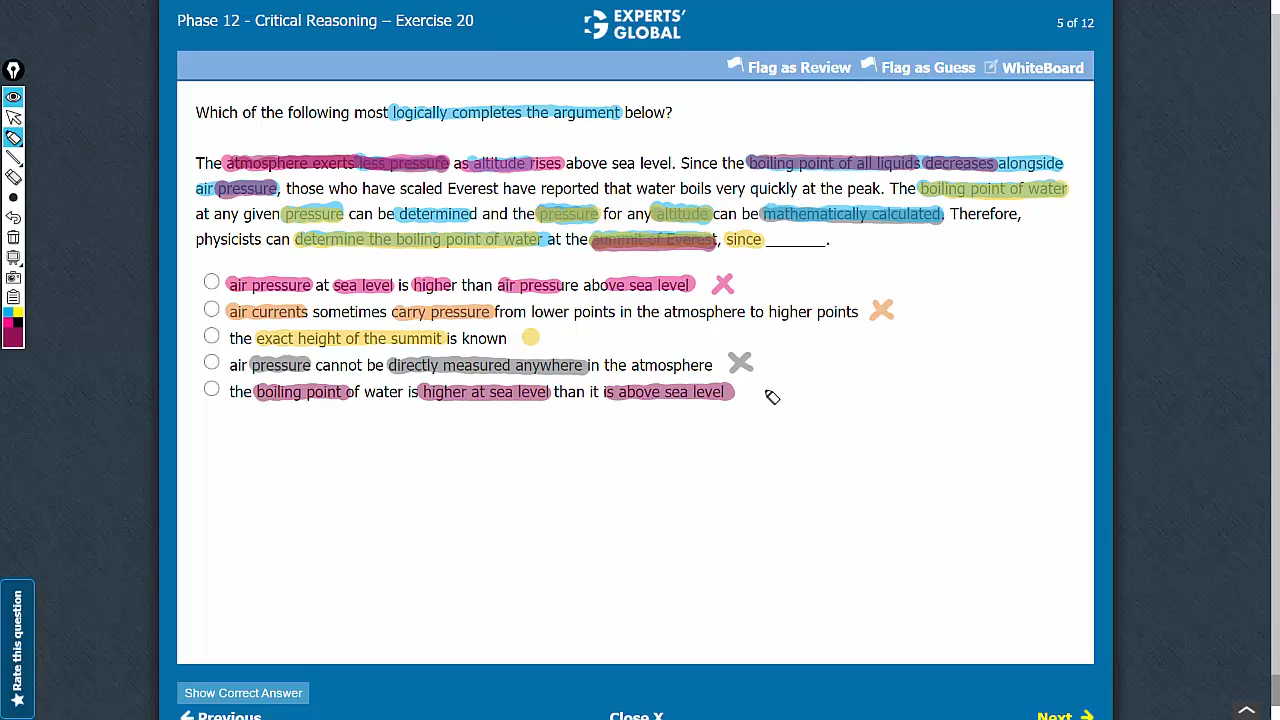 Phase 12 - Critical Reasoning – Exercise 20
EXPERTS'
GLOBAL
5 of 12
Flag as Review
Flag as Guess
WhiteBoard
Which of the following most logically completes the argument below?
The atmosphere exerts less pressure as altitude rises above sea level. Since the boiling point of all liquids decreases alongside
air pressure, those who have scaled Everest have reported that water boils very quickly at the peak. The boiling point of water
at any given pressure can be determined and the pressure for any altitude can be mathematically calculated. Therefore,
physicists can determine the boiling point of water at the summit of Everest, since ________.
air pressure at sea level is higher than air pressure above sea level
air currents sometimes carry pressure from lower points in the atmosphere to higher points
the exact height of the summit is known
air pressure cannot be directly measured anywhere in the atmosphere
the boiling point of water is higher at sea level than it is above sea level
Rate this question
Show Correct Answer
Previous
Close X
Next